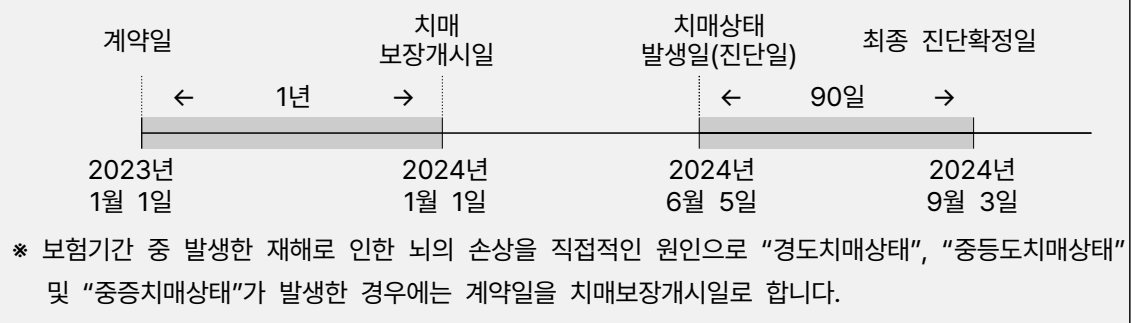 계약일
치매
보장개시일
치매상태
발생일(진단일)
최종 진단확정일
← 1년 →
← 90일 →
2023년
1월 1일
2024년
1월 1일
2024년
6월 5일
2024년
9월 3일
※ 보험기간 중 발생한 재해로 인한 뇌의 손상을 직접적인 원인으로 “경도치매상태”, “중등도치매상태”
및 “중증치매상태”가 발생한 경우에는 계약일을 치매보장개시일로 합니다.